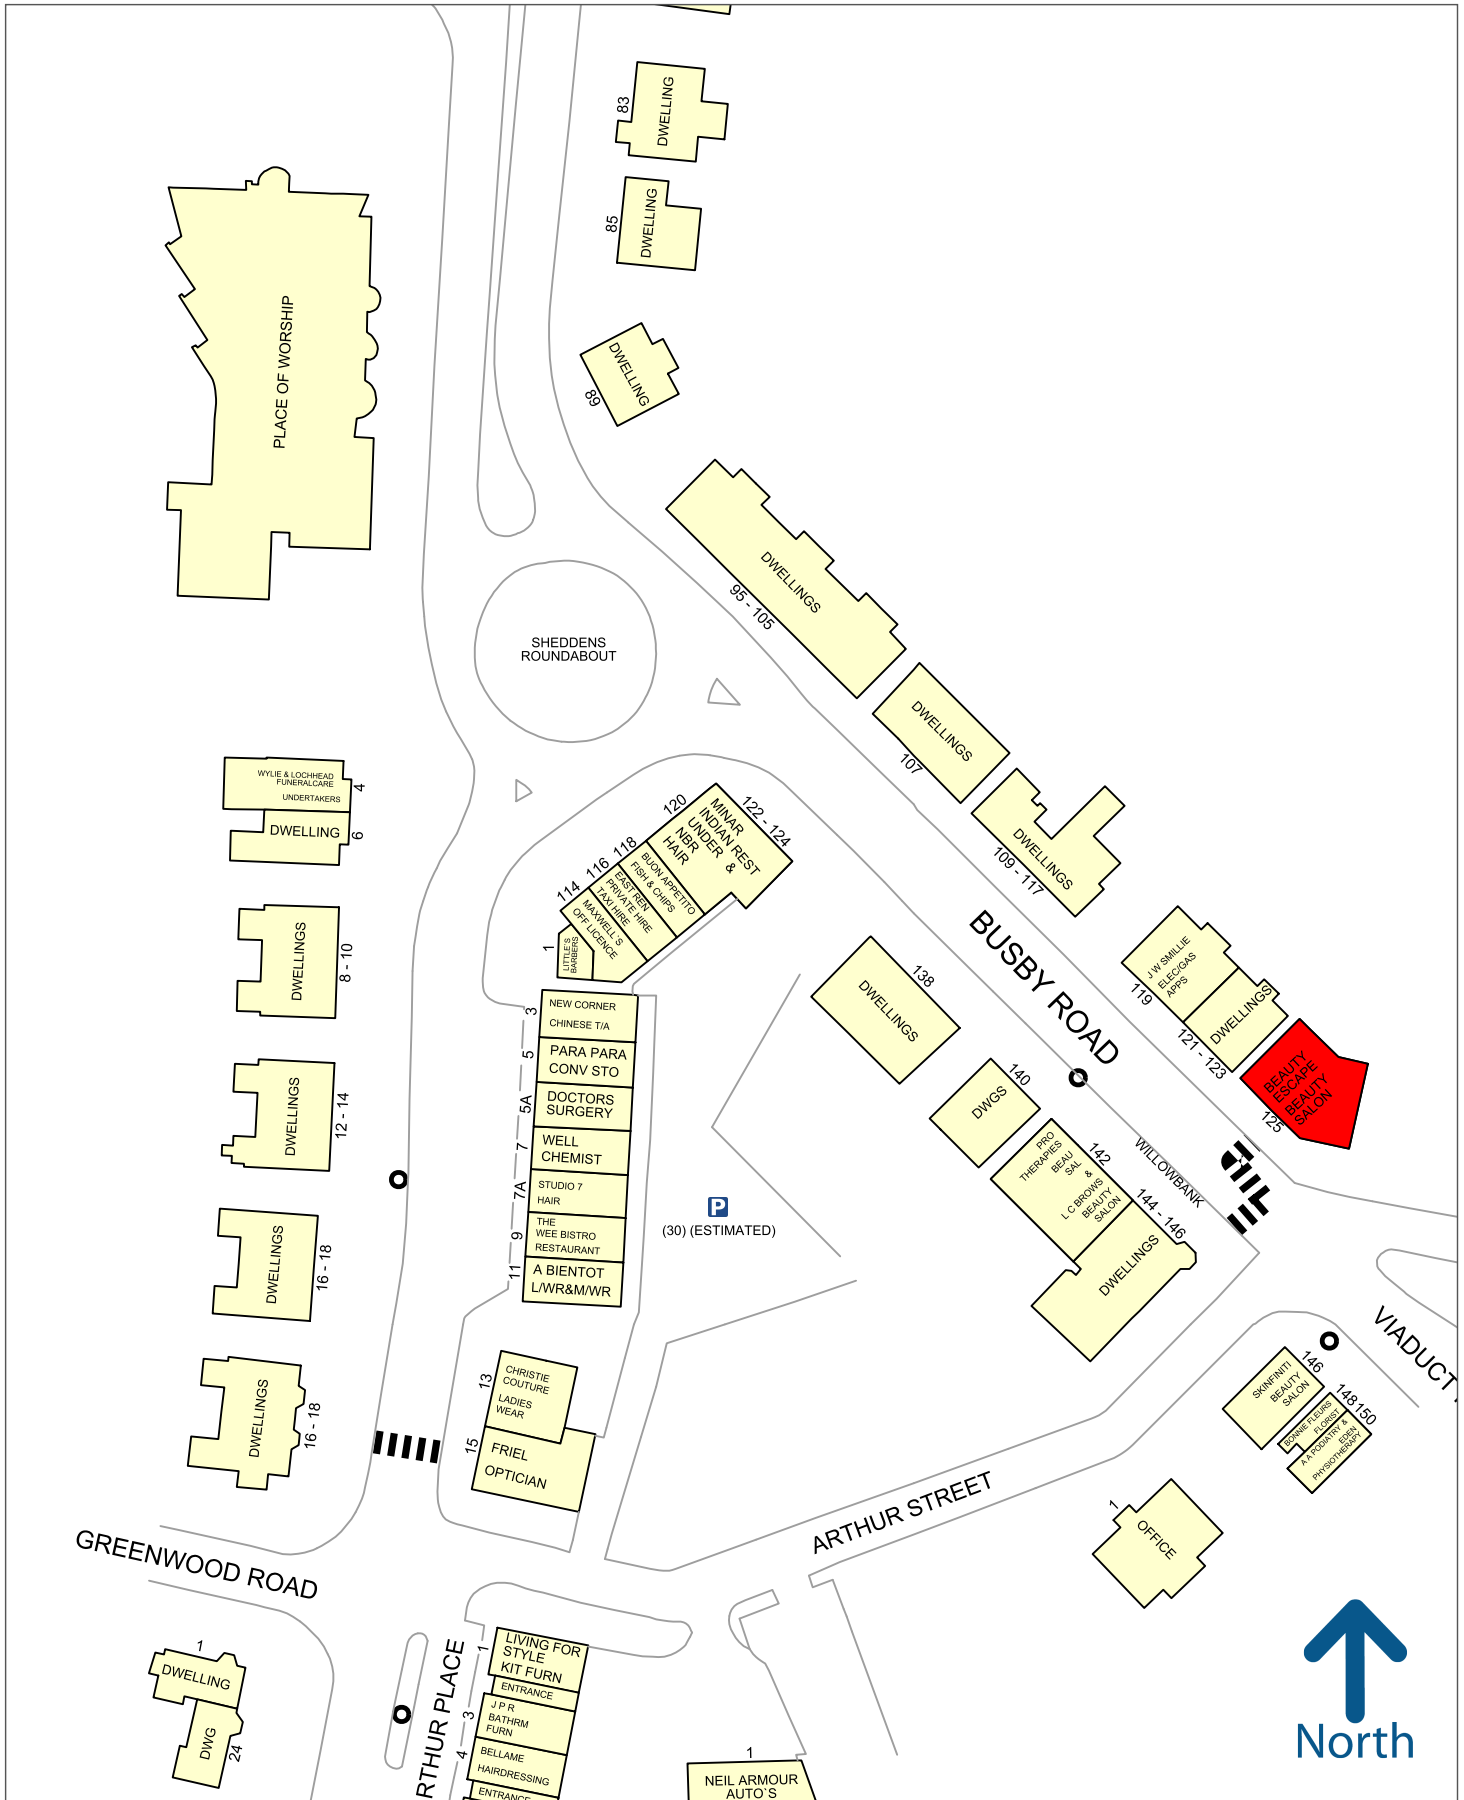 83
DWELLING
85
DWELLING
89
DWELLING
PLACE OF WORSHIP
DWELLINGS
95 - 105
SHEDDENS
ROUNDABOUT
DWELLINGS
107
WYLIE & LOCHHEAD
FUNERALCARE
UNDERTAKERS
4
DWELLING
6
DWELLINGS
8 - 10
DWELLINGS
12 - 14
DWELLINGS
16 - 18
DWELLINGS
16 - 18
120
122 - 124
MINAR
INDIAN REST
UNDER &
NBR
HAIR
118
BUON APPETITO
FISH & CHIPS
116
EAST REN
PRIVATE HIRE
TAXI HIRE
114
MAXWELL`S
OFF LICENCE
1
LITTLE'S
BARBERS
3
NEW CORNER
CHINESE T/A
5
PARA PARA
CONV STO
5A
DOCTORS
SURGERY
7
WELL
CHEMIST
7A
STUDIO 7
HAIR
9
THE
WEE BISTRO
RESTAURANT
11
A BIENTOT
L/WR&M/WR
P
(30) (ESTIMATED)
13
CHRISTIE
COUTURE
LADIES
WEAR
15
FRIEL
OPTICIAN
DWELLINGS
109 - 117
BUSBY ROAD
J W SMILLIE
ELEC/GAS
APPS
119
DWELLINGS
121 - 123
BEAUTY
ESCAPE
BEAUTY
SALON
125
138
DWELLINGS
140
DWGS
142
PRO
THERAPIES
BEAU
SAL
&
L C BROWS
BEAUTY
SALON
WILLOWBANK
144 - 146
DWELLINGS
VIADUCT
146
SKINFINITI
BEAUTY
SALON
148
BONNIE FLEURS
FLORIST
150
A A PODIATRY &
EDEN
PHYSIOTHERAPY
1
OFFICE
ARTHUR STREET
GREENWOOD ROAD
1
DWELLING
DWG
24
RTHUR PLACE
1
LIVING FOR
STYLE
KIT FURN
ENTRANCE
3
J P R
BATHRM
FURN
4
BELLAME
HAIRDRESSING
ENTRANCE
1
NEIL ARMOUR
AUTO`S
North